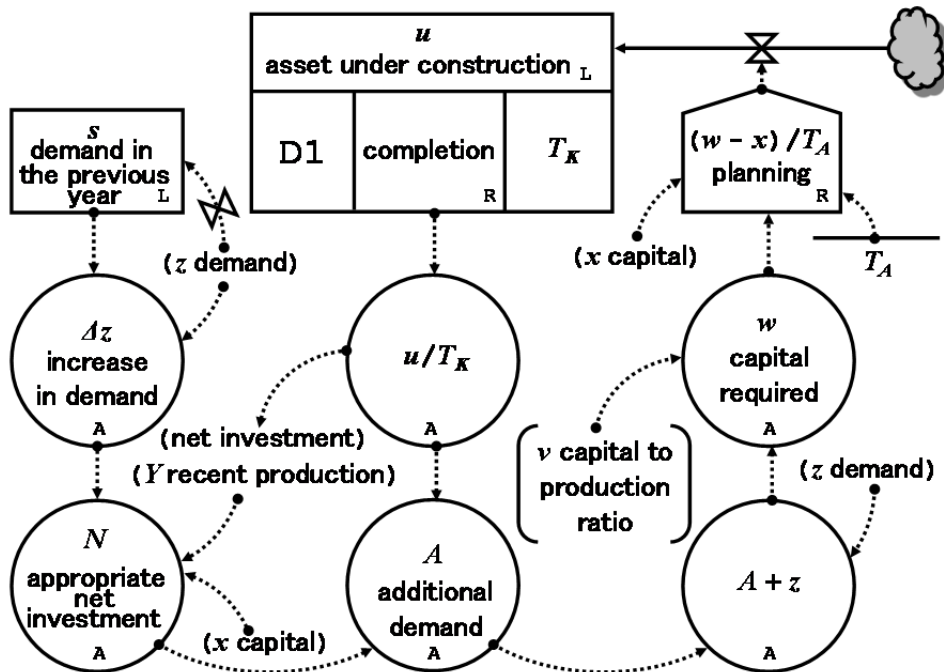 u
asset under construction L
D1
completion
R
T_K
s
demand in
the previous
year
L
(w – x) / T_A
planning
R
(z demand)
(x capital)
T_A
Δz
increase
in demand
A
u / T_K
A
w
capital
required
A
(net investment)
(Y recent production)
v capital to
production
ratio
(z demand)
N
appropriate
net
investment
A
(x capital)
A
additional
demand
A
A + z
A